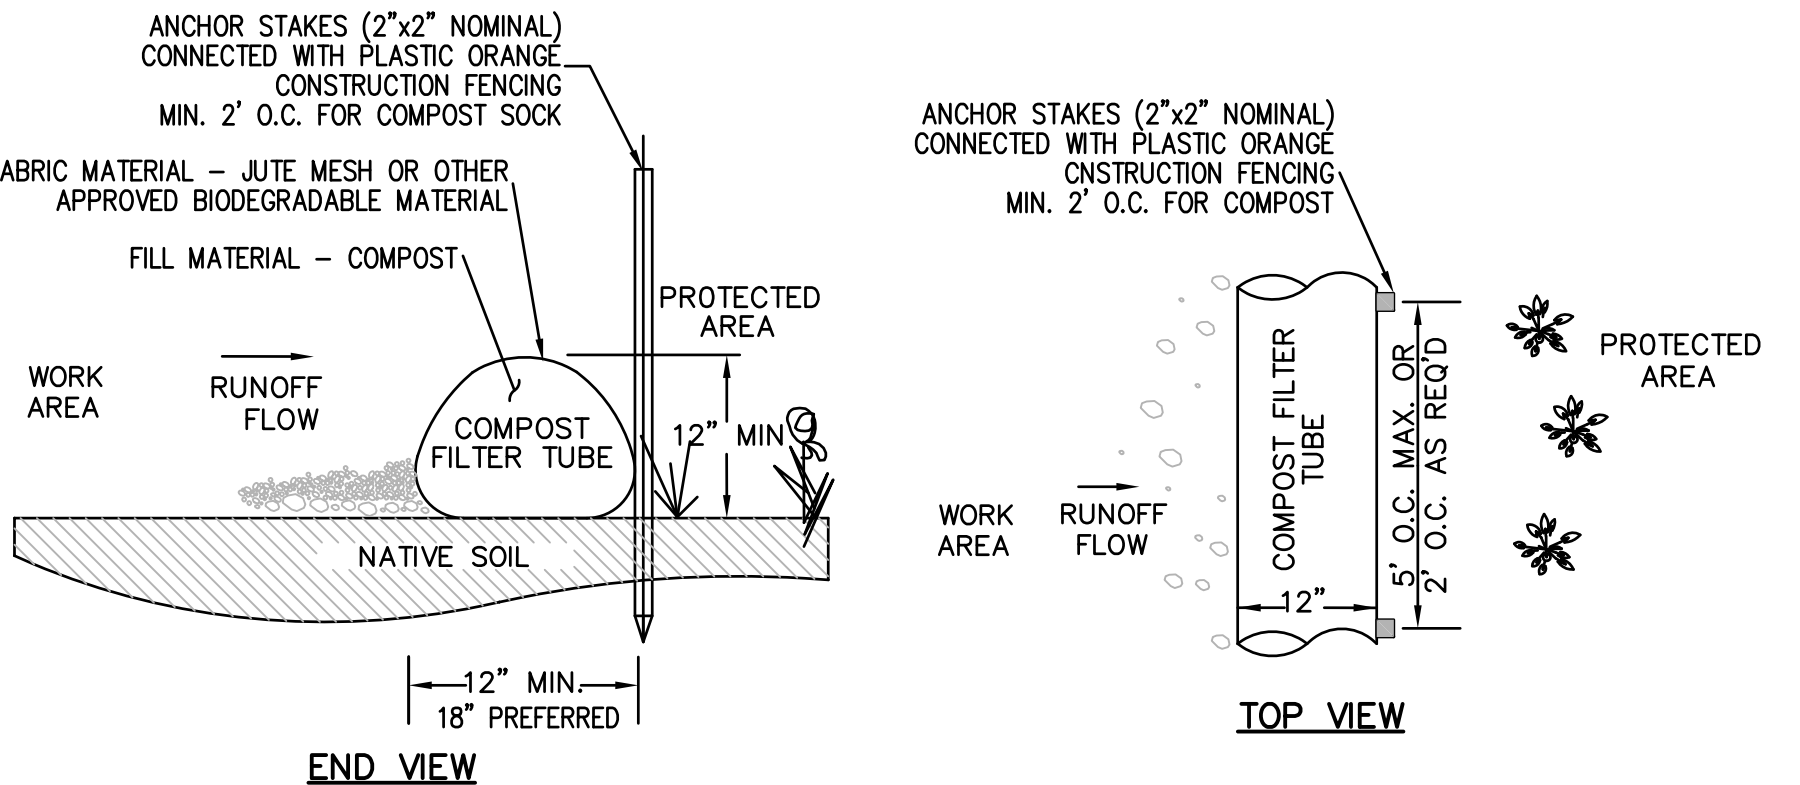 ANCHOR STAKES (2"x2" NOMINAL)
CONNECTED WITH PLASTIC ORANGE
CONSTRUCTION FENCING
MIN. 2' O.C. FOR COMPOST SOCK
ABRIC MATERIAL - JUTE MESH OR OTHER
APPROVED BIODEGRADABLE MATERIAL
FILL MATERIAL - COMPOST
PROTECTED
AREA
WORK
AREA
RUNOFF
FLOW
COMPOST
FILTER TUBE
12" MIN
NATIVE SOIL
12" MIN.
18" PREFERRED
END VIEW
ANCHOR STAKES (2"x2" NOMINAL)
CONNECTED WITH PLASTIC ORANGE
CNSTRUCTION FENCING
MIN. 2' O.C. FOR COMPOST
COMPOST FILTER
TUBE
5' O.C. MAX. OR
2' O.C. AS REQ'D
PROTECTED
AREA
WORK
AREA
RUNOFF
FLOW
12"
TOP VIEW